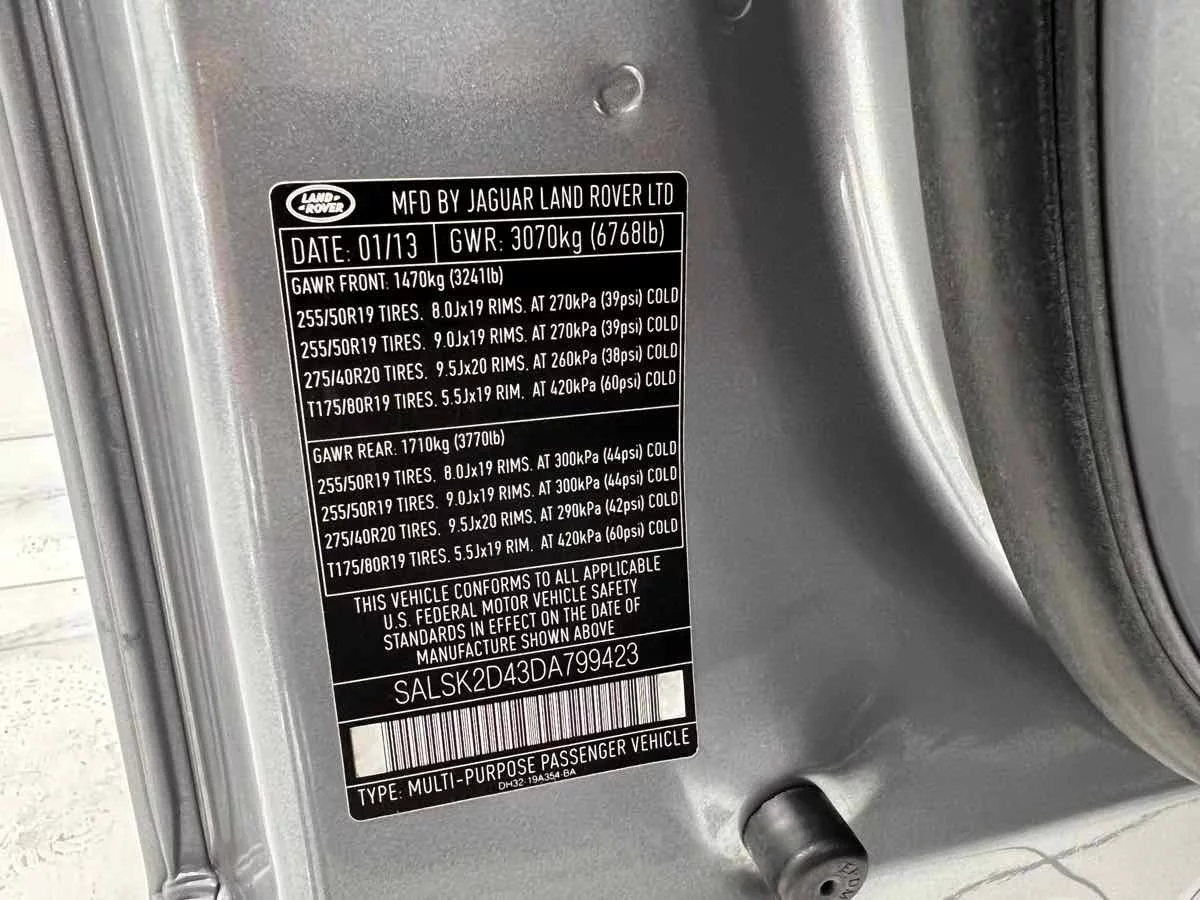 LAND-
-ROVER
MFD BY JAGUAR LAND ROVER LTD
DATE: 01/13 GWR: 3070kg (6768lb)
GAWR FRONT: 1470kg (3241lb)
255/50R19 TIRES. 8.0Jx19 RIMS. AT 270kPa (39psi) COLD
255/50R19 TIRES. 9.0Jx19 RIMS. AT 270kPa (39psi) COLD
275/40R20 TIRES. 9.5Jx20 RIMS. AT 260kPa (38psi) COLD
T175/80R19 TIRES. 5.5Jx19 RIM. AT 420kPa (60psi) COLD
GAWR REAR: 1710kg (3770lb)
255/50R19 TIRES. 8.0Jx19 RIMS. AT 300kPa (44psi) COLD
255/50R19 TIRES. 9.0Jx19 RIMS. AT 300kPa (44psi) COLD
275/40R20 TIRES. 9.5Jx20 RIMS. AT 290kPa (42psi) COLD
T175/80R19 TIRES. 5.5Jx19 RIM. AT 420kPa (60psi) COLD
THIS VEHICLE CONFORMS TO ALL APPLICABLE
U.S. FEDERAL MOTOR VEHICLE SAFETY
STANDARDS IN EFFECT ON THE DATE OF
MANUFACTURE SHOWN ABOVE
SALSK2D43DA799423
TYPE: MULTI-PURPOSE PASSENGER VEHICLE
DH32-19A354-BA